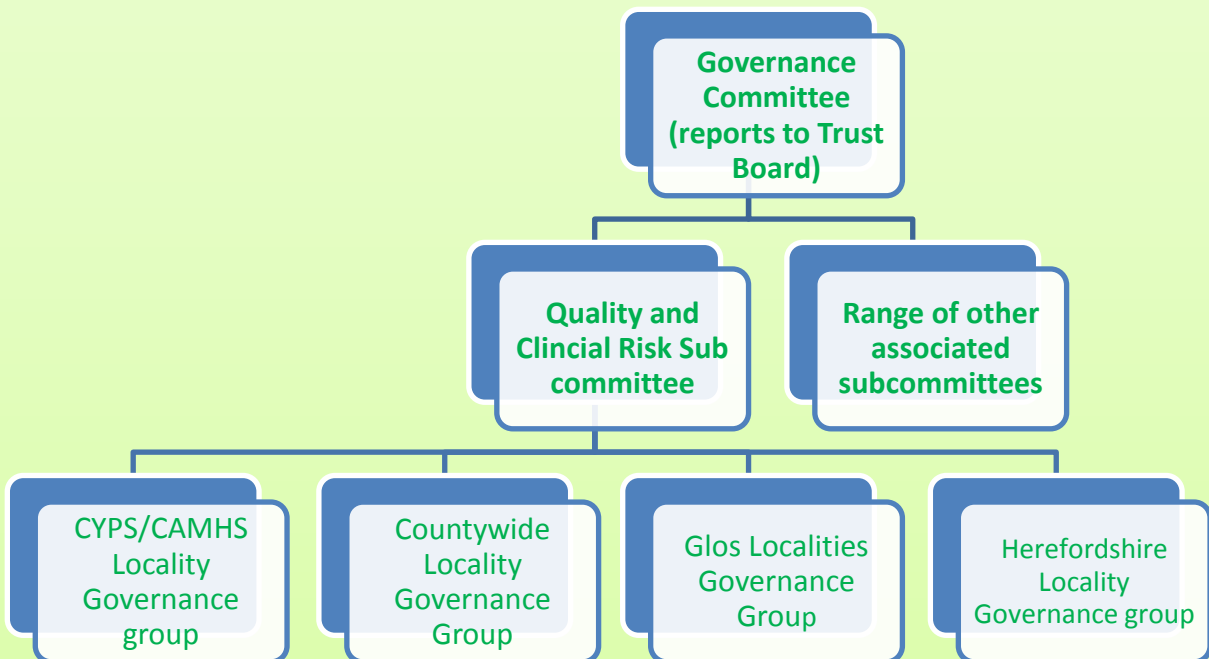 Governance
Committee
(reports to Trust
Board)
Quality and
Clincial Risk Sub
committee
Range of other
associated
subcommittees
CYPS/CAMHS
Locality
Governance
group
Countywide
Locality
Governance
Group
Glos Localities
Governance
Group
Herefordshire
Locality
Governance group